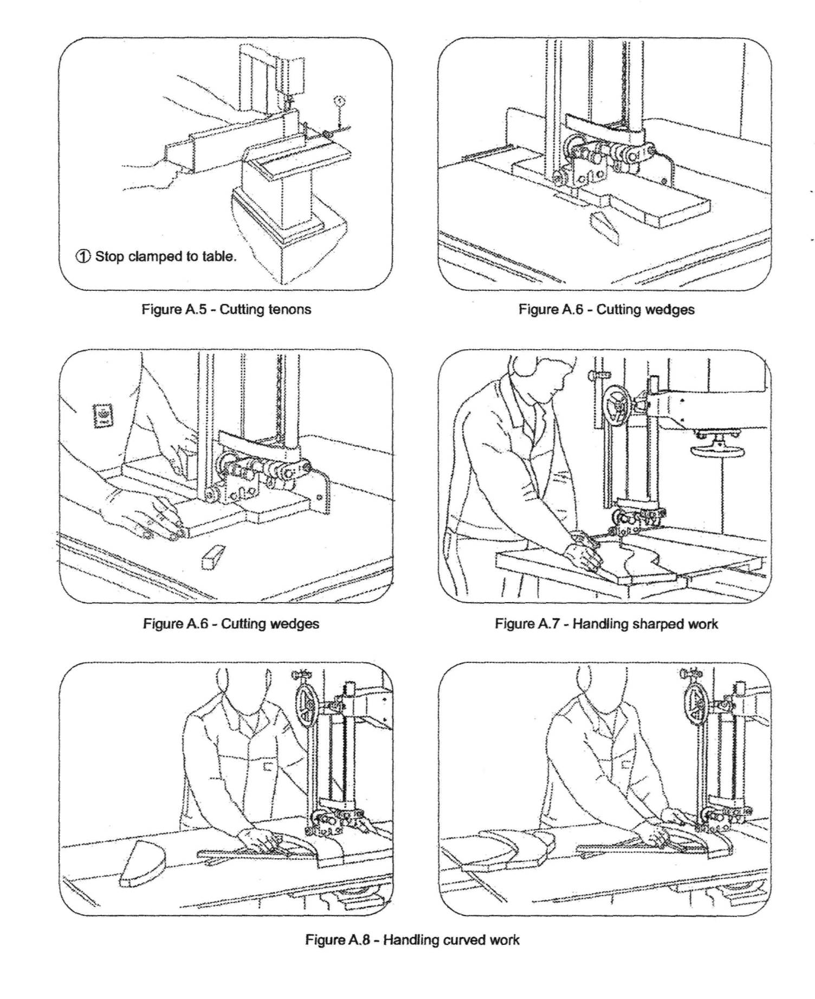 ①
① Stop clamped to table.
Figure A.5 - Cutting tenons
Figure A.6 - Cutting wedges
Figure A.6 - Cutting wedges
Figure A.7 - Handling sharped work
Figure A.8 - Handling curved work